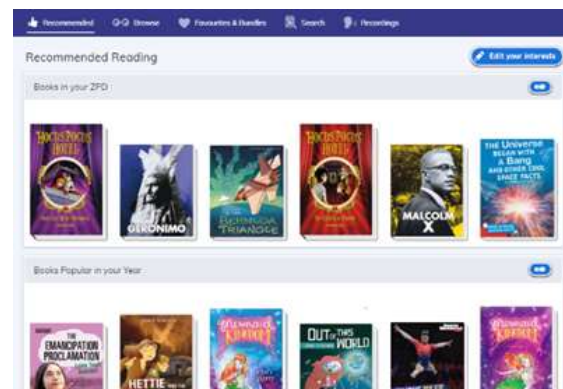 Recommended Browse Favourites & Bundles Search Recordings
Recommended Reading Edit your interests
Books in your ZPD
HOCUS POCUS
HOTEL
GERONIMO
BERMUDA
TRIANGLE
HOCUS POCUS
HOTEL
MALCOLM
X
THE Universe
BEGAN WITH
A Bang
AND OTHER COOL
SPACE FACTS
Books Popular in your Year
THE
EMANCIPATION
PROCLAMATION
HETTIE AND THE
Mermaid
KINGDOM
OUT OF THIS
WORLD
Mermaid
KINGDOM